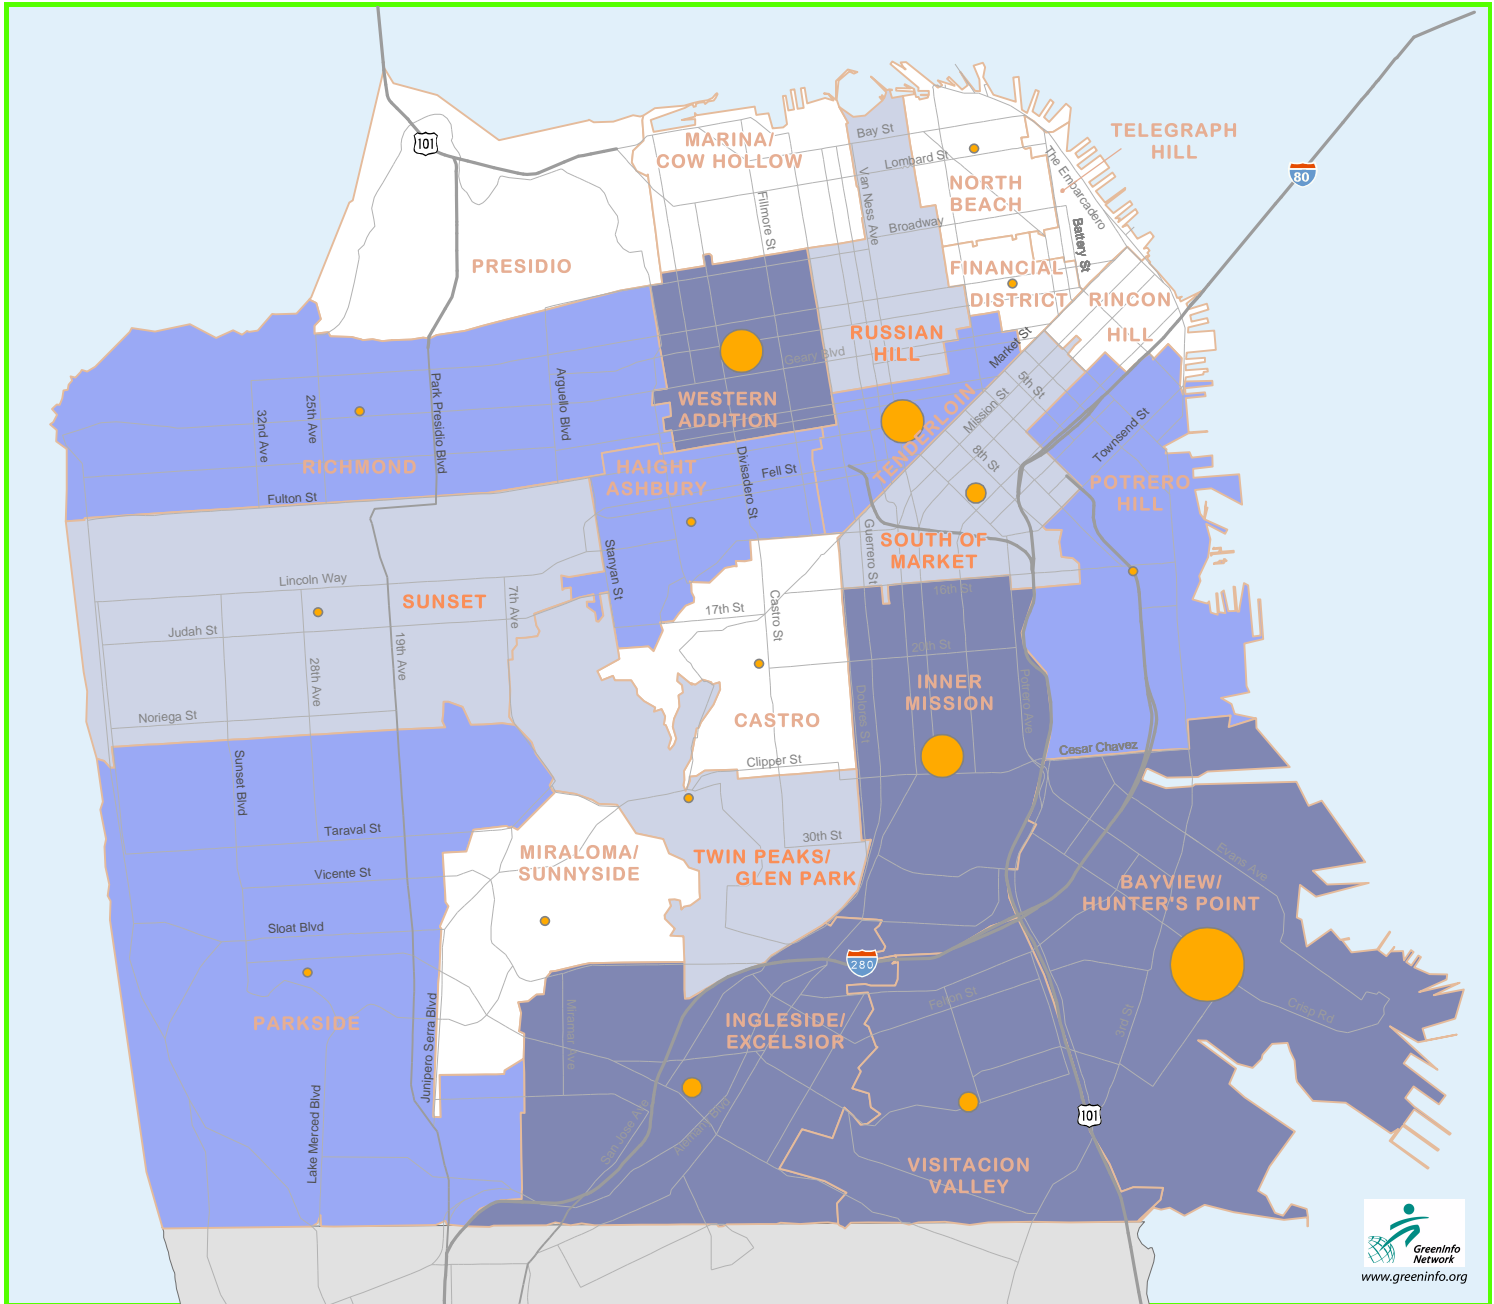 101
MARINA/
COW HOLLOW
Bay St
Lombard St
TELEGRAPH
HILL
The Embarcadero
80
Fillmore St
Van Ness Ave
NORTH
BEACH
Broadway
Battery St
PRESIDIO
FINANCIAL
DISTRICT
RINCON
HILL
RUSSIAN
HILL
Geary Blvd
Market St
5th St
Mission St
8th St
Townsend St
32nd Ave
25th Ave
Park Presidio Blvd
Arguello Blvd
WESTERN
ADDITION
RICHMOND
Fulton St
HAIGHT
ASHBURY
Divisadero St
Fell St
TENDERLOIN
POTRERO
HILL
Stanyan St
Guerrero St
SOUTH OF
MARKET
16th St
Lincoln Way
SUNSET
7th Ave
Judah St
17th St
Castro St
28th Ave
19th Ave
20th St
INNER
MISSION
Dolores St
Potrero Ave
Noriega St
CASTRO
Clipper St
Cesar Chavez
Sunset Blvd
Taraval St
30th St
Vicente St
MIRALOMA/
SUNNYSIDE
TWIN PEAKS/
GLEN PARK
Evans Ave
BAYVIEW/
HUNTER'S POINT
Sloat Blvd
280
Felton St
3rd St
Crisp Rd
PARKSIDE
Junipero Serra Blvd
Miramar Ave
INGLESIDE/
EXCELSIOR
San Jose Ave
Alemany Blvd
101
Lake Merced Blvd
VISITACION
VALLEY
GreenInfo
Network
www.greeninfo.org